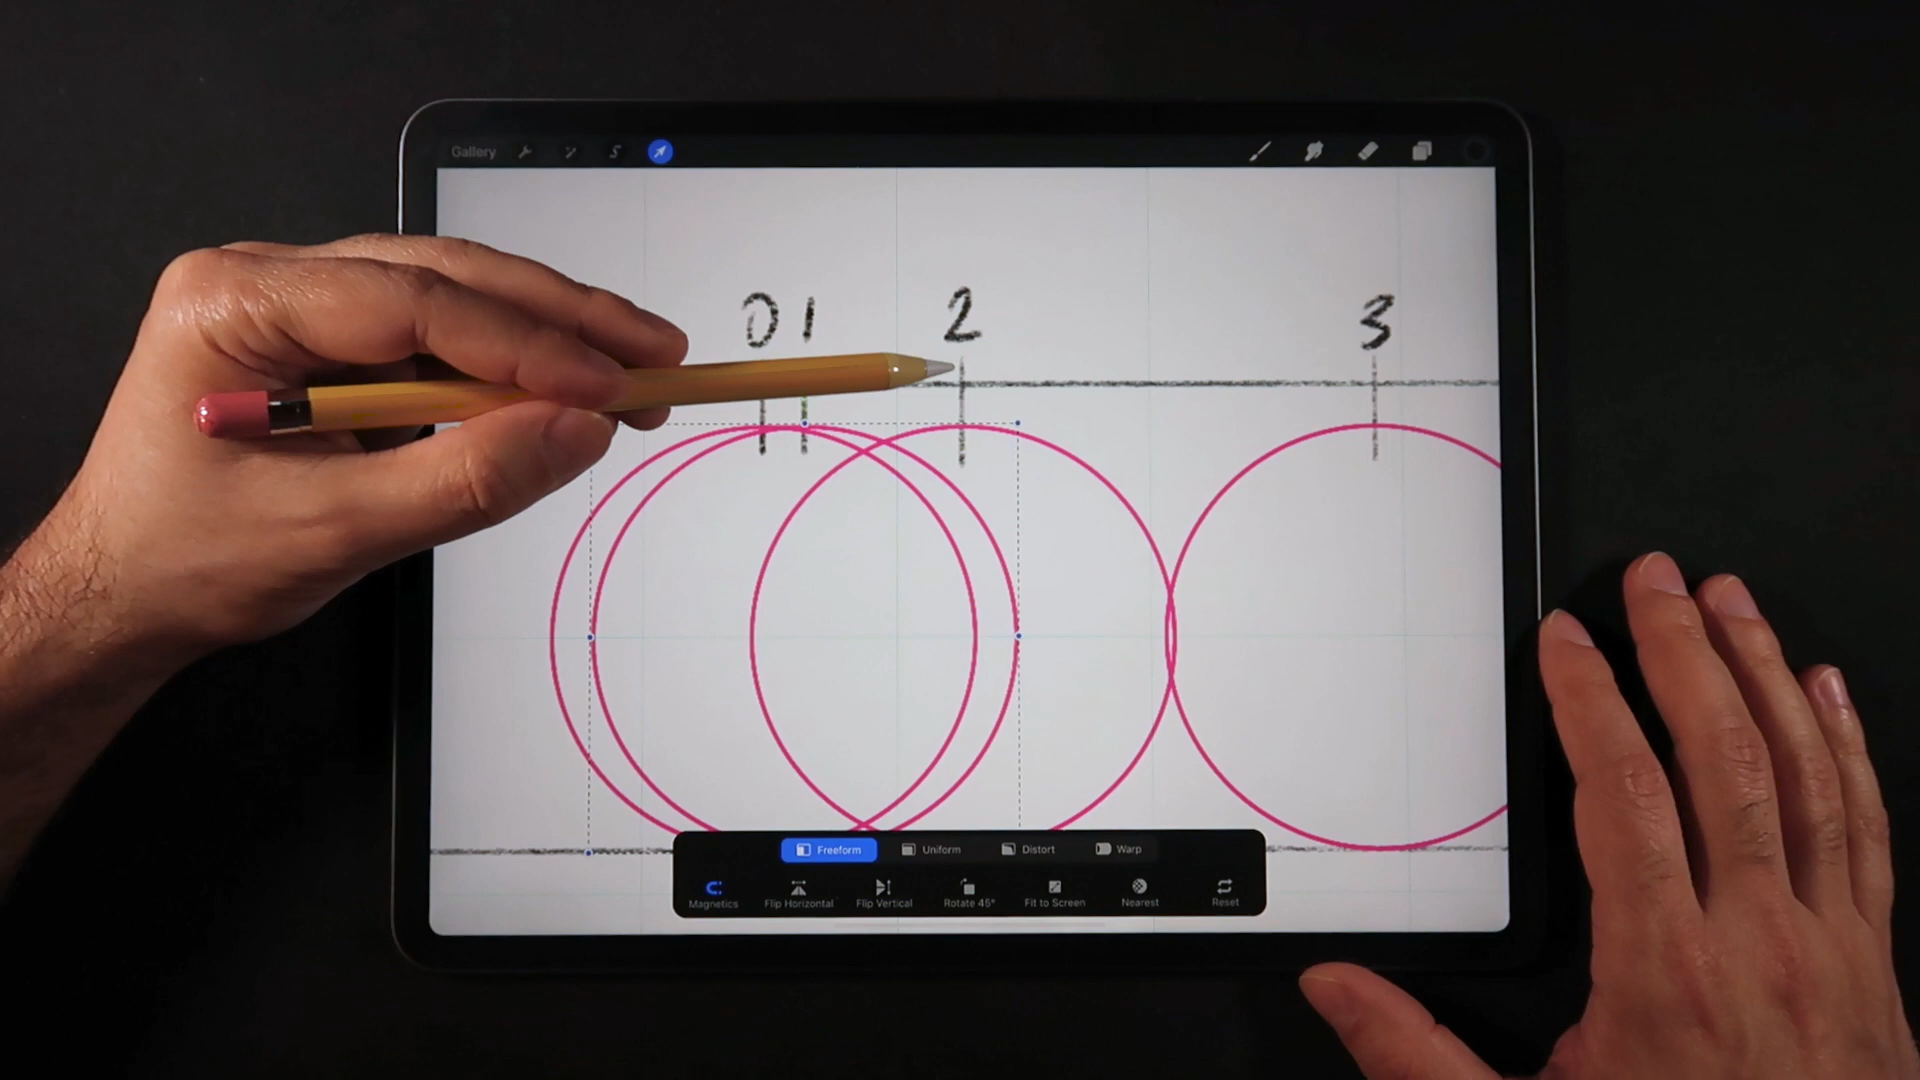 Gallery
0 1 2 3
Freeform Uniform Distort Warp
Magnetics Flip Horizontal Flip Vertical Rotate 45° Fit to Screen Nearest Reset